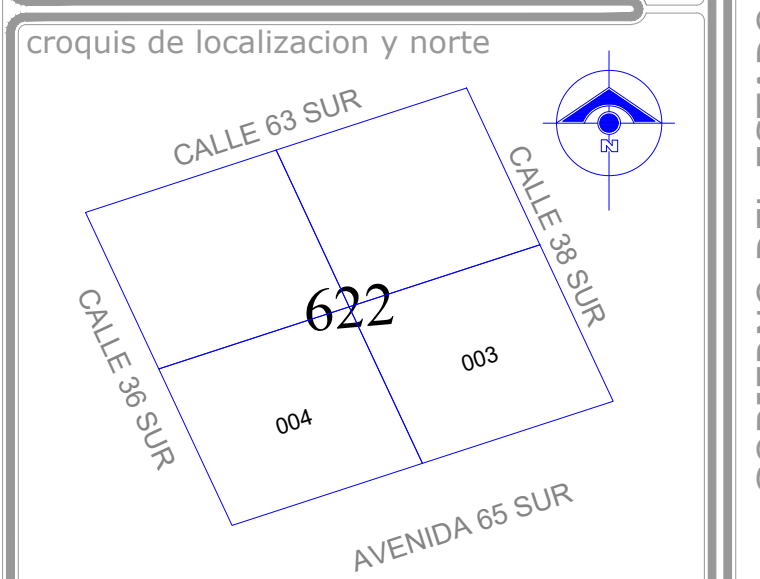 croquis de localizacion y norte
CALLE 63 SUR
N
CALLE 38 SUR
622
CALLE 36 SUR
003
004
AVENIDA 65 SUR